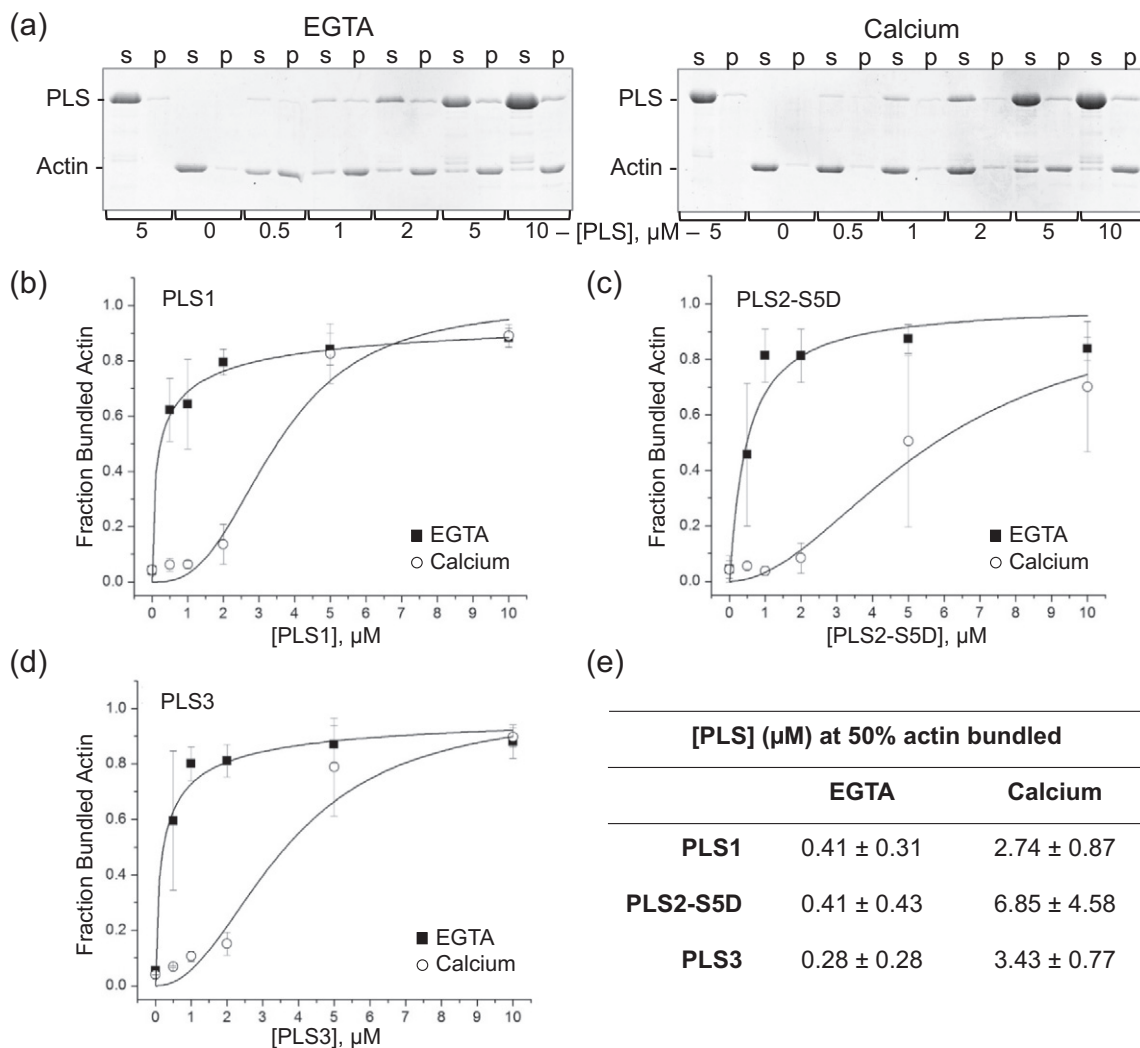 (a)
EGTA
Calcium
s p s p s p s p s p s p s p
s p s p s p s p s p s p s p
PLS
PLS
Actin
Actin
5 0 0.5 1 2 5 10 – [PLS], µM – 5 0 0.5 1 2 5 10
(b)
PLS1
Fraction Bundled Actin
1.0
0.8
0.6
0.4
0.2
0.0
EGTA
Calcium
0 1 2 3 4 5 6 7 8 9 10
[PLS1], µM
(c)
PLS2-S5D
Fraction Bundled Actin
1.0
0.8
0.6
0.4
0.2
0.0
EGTA
Calcium
0 1 2 3 4 5 6 7 8 9 10
[PLS2-S5D], µM
(d)
PLS3
Fraction Bundled Actin
1.0
0.8
0.6
0.4
0.2
0.0
EGTA
Calcium
0 1 2 3 4 5 6 7 8 9 10
[PLS3], µM
(e)
[PLS] (µM) at 50% actin bundled
EGTA Calcium
PLS1 0.41 ± 0.31 2.74 ± 0.87
PLS2-S5D 0.41 ± 0.43 6.85 ± 4.58
PLS3 0.28 ± 0.28 3.43 ± 0.77